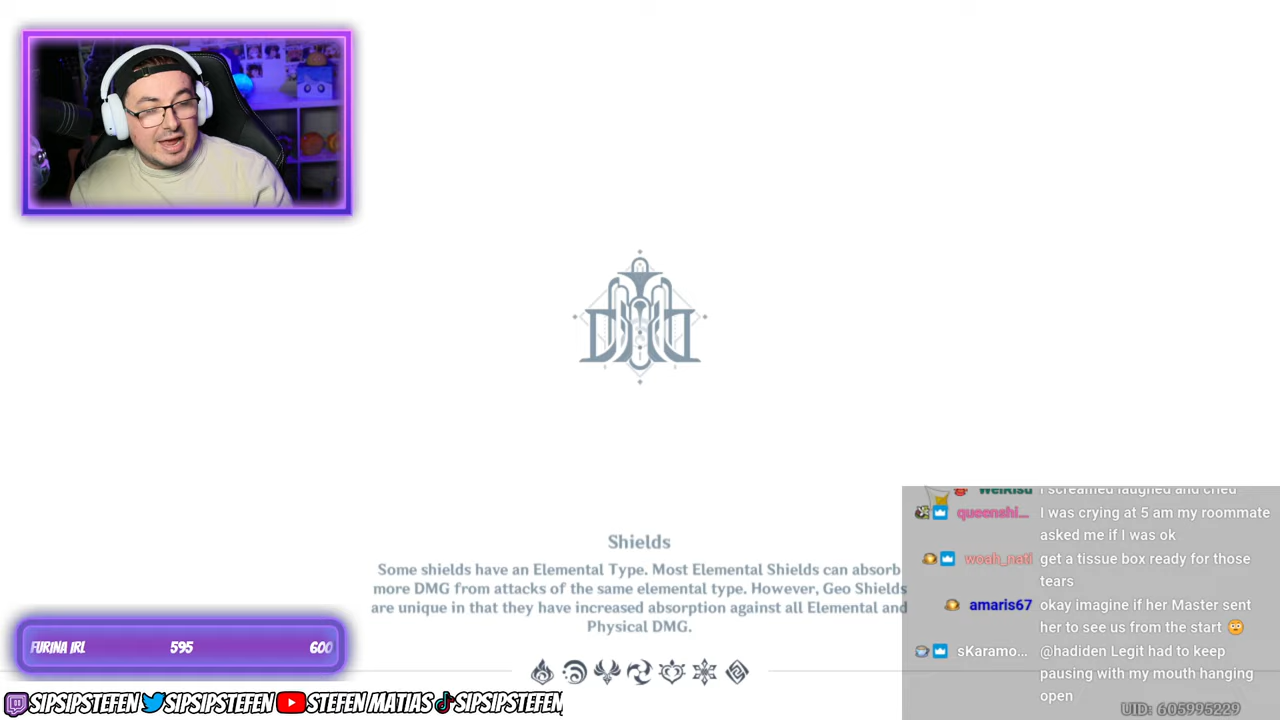 Shields
Some shields have an Elemental Type. Most Elemental Shields can absorb
more DMG from attacks of the same elemental type. However, Geo Shields
are unique in that they have increased absorption against all Elemental and
Physical DMG.
I screamed laughed and cried
queenshi... I was crying at 5 am my roommate
asked me if I was ok
woah_nati get a tissue box ready for those
tears
amaris67 okay imagine if her Master sent
her to see us from the start
sKaramo... @hadiden Legit had to keep
pausing with my mouth hanging
open
UID: 605995229
FURINA IRL 595 600
SIPSIPSTEFEN SIPSIPSTEFEN STEFEN MATIAS SIPSIPSTEFEN